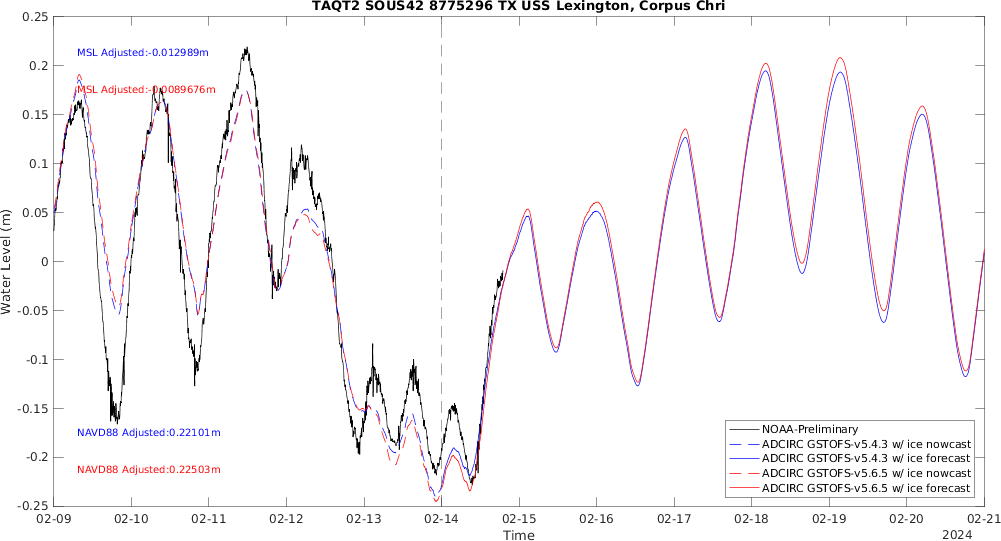 TAQT2 SOUS42 8775296 TX USS Lexington, Corpus Chri
0.25
0.2
0.15
0.1
0.05
0
-0.05
-0.1
-0.15
-0.2
-0.25
Water Level (m)
MSL Adjusted:-0.012989m
MSL Adjusted:-0.0089676m
NAVD88 Adjusted:0.22101m
NAVD88 Adjusted:0.22503m
NOAA-Preliminary
ADCIRC GSTOFS-v5.4.3 w/ ice nowcast
ADCIRC GSTOFS-v5.4.3 w/ ice forecast
ADCIRC GSTOFS-v5.6.5 w/ ice nowcast
ADCIRC GSTOFS-v5.6.5 w/ ice forecast
02-09 02-10 02-11 02-12 02-13 02-14 02-15 02-16 02-17 02-18 02-19 02-20 02-21
Time
2024